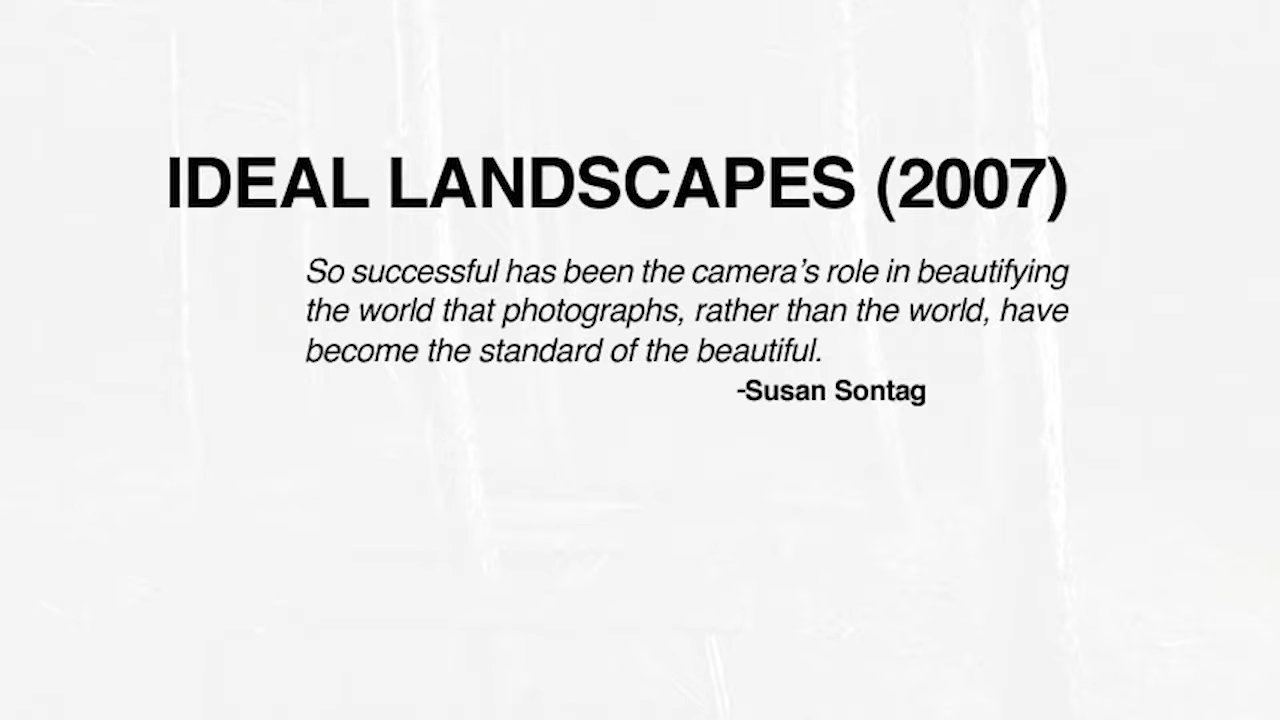 IDEAL LANDSCAPES (2007)
So successful has been the camera’s role in beautifying
the world that photographs, rather than the world, have
become the standard of the beautiful.
-Susan Sontag